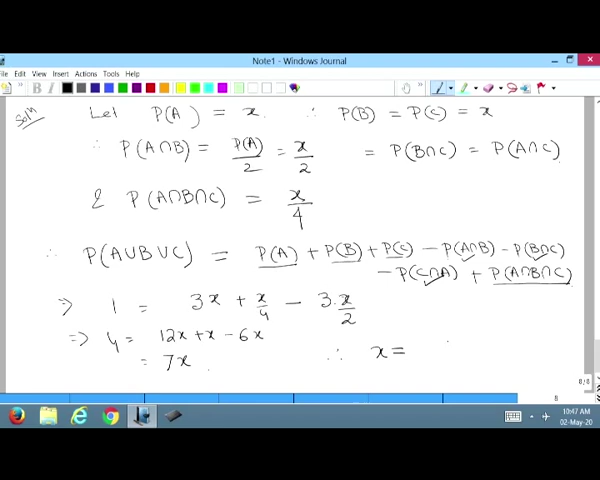 Note1 - Windows Journal
File Edit View Insert Actions Tools Help
B
Soln Let P(A) = x. ∴ P(B) = P(C) = x
∴ P(A∩B) = P(A)/2 = x/2 = P(B∩C) = P(A∩C)
& P(A∩B∩C) = x/4
∴ P(A∪B∪C) = P(A) + P(B) + P(C) - P(A∩B) - P(B∩C)
- P(C∩A) + P(A∩B∩C)
⇒ 1 = 3x + x/4 - 3.x/2
⇒ 4 = 12x + x - 6x
= 7x. ∴ x =
8/8
8
10:47 AM
02-May-20